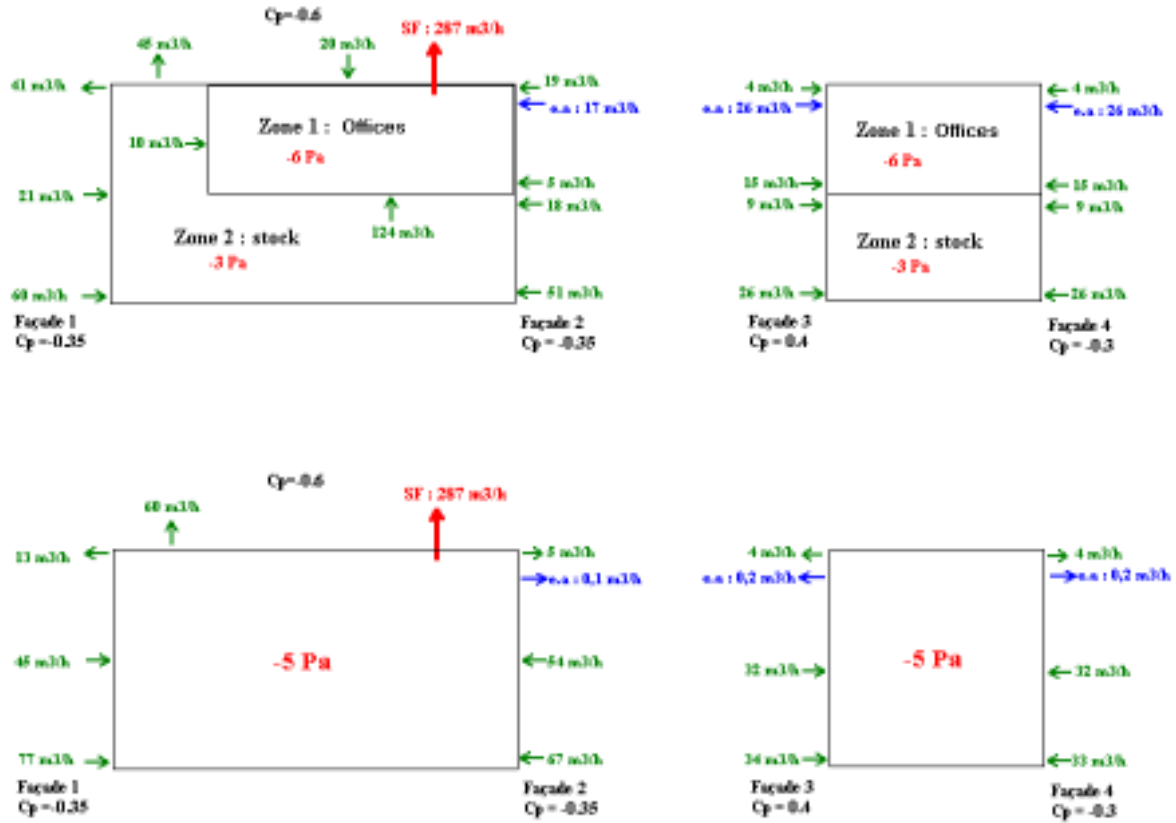 Cp=-0.6
SF : 287 m3/h
45 m3/h
20 m3/h
41 m3/h
19 m3/h
e.a : 17 m3/h
Zone 1 : Offices
-6 Pa
10 m3/h
5 m3/h
21 m3/h
18 m3/h
124 m3/h
Zone 2 : stock
-3 Pa
60 m3/h
51 m3/h
Façade 1
Cp =-0.35
Façade 2
Cp = -0.35
4 m3/h
4 m3/h
e.a : 26 m3/h
e.a : 26 m3/h
Zone 1 : Offices
-6 Pa
15 m3/h
15 m3/h
9 m3/h
9 m3/h
Zone 2 : stock
-3 Pa
26 m3/h
26 m3/h
Façade 3
Cp = 0.4
Façade 4
Cp = -0.3
Cp=-0.6
SF : 287 m3/h
60 m3/h
13 m3/h
5 m3/h
e.a : 0,1 m3/h
-5 Pa
45 m3/h
54 m3/h
77 m3/h
67 m3/h
Façade 1
Cp =-0.35
Façade 2
Cp = -0.35
4 m3/h
4 m3/h
e.a : 0,2 m3/h
e.a : 0,2 m3/h
-5 Pa
32 m3/h
32 m3/h
34 m3/h
33 m3/h
Façade 3
Cp = 0.4
Façade 4
Cp = -0.3